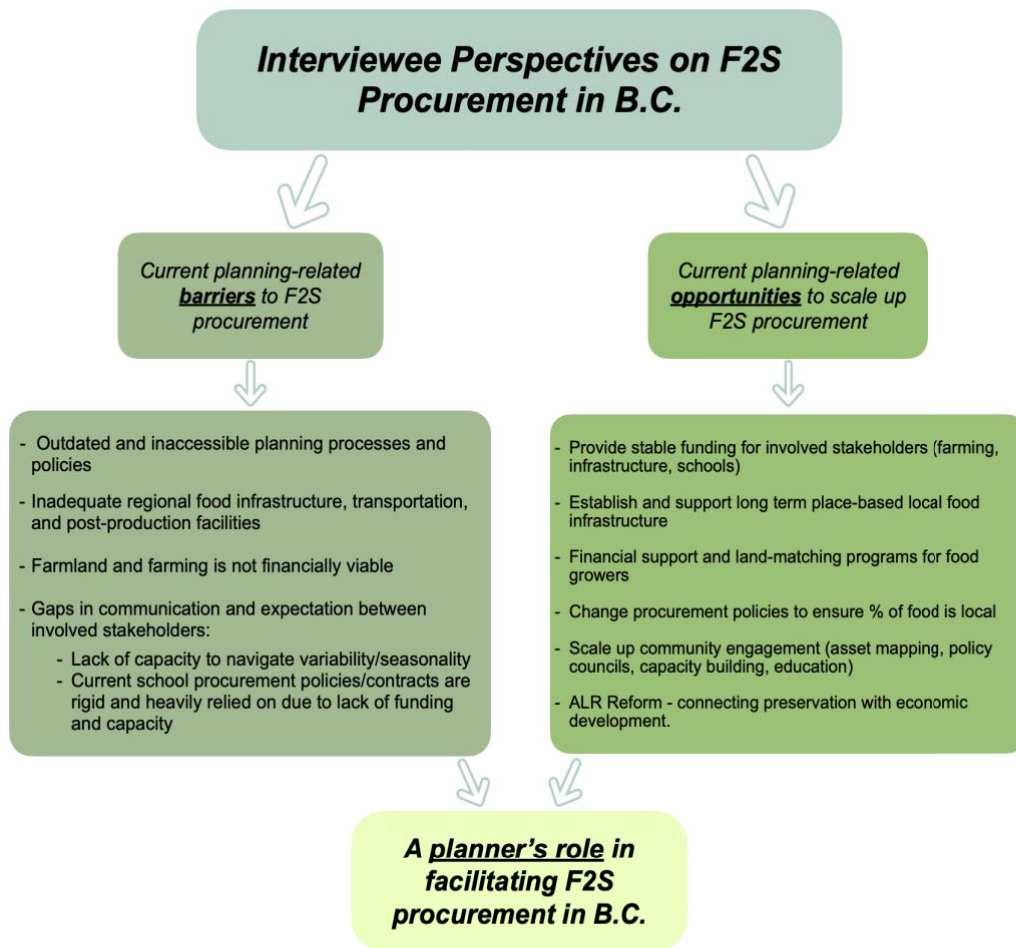 Interviewee Perspectives on F2S
Procurement in B.C.
Current planning-related
barriers to F2S
procurement
Current planning-related
opportunities to scale up
F2S procurement
- Outdated and inaccessible planning processes and
policies
- Inadequate regional food infrastructure, transportation,
and post-production facilities
- Farmland and farming is not financially viable
- Gaps in communication and expectation between
involved stakeholders:
- Lack of capacity to navigate variability/seasonality
- Current school procurement policies/contracts are
rigid and heavily relied on due to lack of funding
and capacity
- Provide stable funding for involved stakeholders (farming,
infrastructure, schools)
- Establish and support long term place-based local food
infrastructure
- Financial support and land-matching programs for food
growers
- Change procurement policies to ensure % of food is local
- Scale up community engagement (asset mapping, policy
councils, capacity building, education)
- ALR Reform - connecting preservation with economic
development.
A planner's role in
facilitating F2S
procurement in B.C.